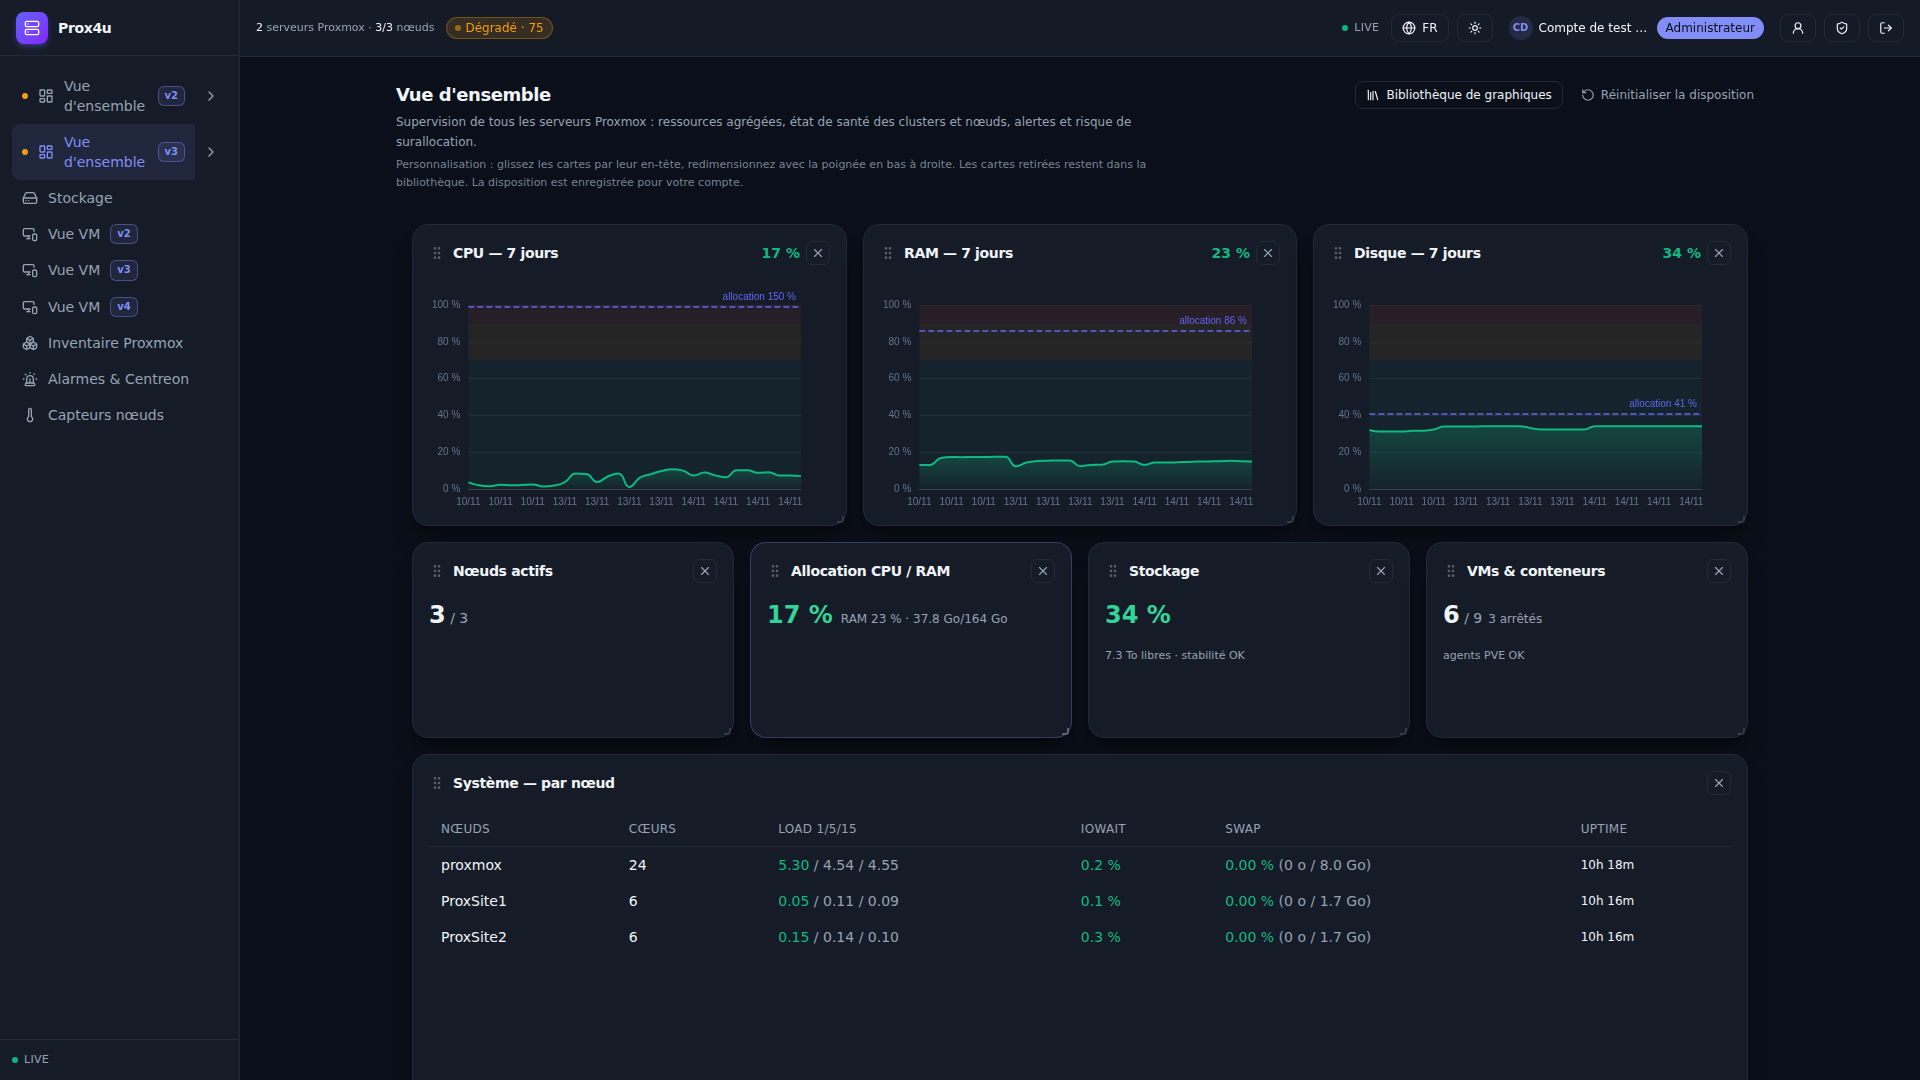 Prox4u
2 serveurs Proxmox · 3/3 nœuds
Dégradé · 75
LIVE
FR
CD
Compte de test ...
Administrateur
Vue d'ensemble v2
Vue d'ensemble v3
Stockage
Vue VM v2
Vue VM v3
Vue VM v4
Inventaire Proxmox
Alarmes & Centreon
Capteurs nœuds
LIVE
Vue d'ensemble
Bibliothèque de graphiques
Réinitialiser la disposition
Supervision de tous les serveurs Proxmox : ressources agrégées, état de santé des clusters et nœuds, alertes et risque de
surallocation.
Personnalisation : glissez les cartes par leur en-tête, redimensionnez avec la poignée en bas à droite. Les cartes retirées restent dans la
bibliothèque. La disposition est enregistrée pour votre compte.
CPU — 7 jours 17 %
allocation 150 %
100 %
80 %
60 %
40 %
20 %
0 %
10/11 10/11 10/11 13/11 13/11 13/11 13/11 14/11 14/11 14/11 14/11
RAM — 7 jours 23 %
allocation 86 %
100 %
80 %
60 %
40 %
20 %
0 %
10/11 10/11 10/11 13/11 13/11 13/11 13/11 14/11 14/11 14/11 14/11
Disque — 7 jours 34 %
allocation 41 %
100 %
80 %
60 %
40 %
20 %
0 %
10/11 10/11 10/11 13/11 13/11 13/11 13/11 14/11 14/11 14/11 14/11
Nœuds actifs
3 / 3
Allocation CPU / RAM
17 % RAM 23 % · 37.8 Go/164 Go
Stockage
34 %
7.3 To libres · stabilité OK
VMs & conteneurs
6 / 9 3 arrêtés
agents PVE OK
Système — par nœud
NŒUDS CŒURS LOAD 1/5/15 IOWAIT SWAP UPTIME
proxmox 24 5.30 / 4.54 / 4.55 0.2 % 0.00 % (0 o / 8.0 Go) 10h 18m
ProxSite1 6 0.05 / 0.11 / 0.09 0.1 % 0.00 % (0 o / 1.7 Go) 10h 16m
ProxSite2 6 0.15 / 0.14 / 0.10 0.3 % 0.00 % (0 o / 1.7 Go) 10h 16m